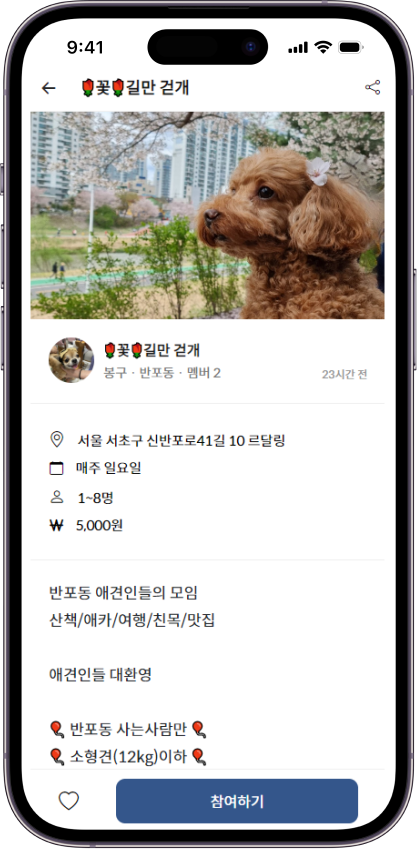 9:41
🌹꽃🌹길만 걷개
🌹꽃🌹길만 걷개
봉구 · 반포동 · 멤버 2
23시간 전
서울 서초구 신반포로41길 10 르달링
매주 일요일
1~8명
₩ 5,000원
반포동 애견인들의 모임
산책/애카/여행/친목/맛집
애견인들 대환영
🎈 반포동 사는사람만 🎈
🎈 소형견(12kg)이하 🎈
참여하기